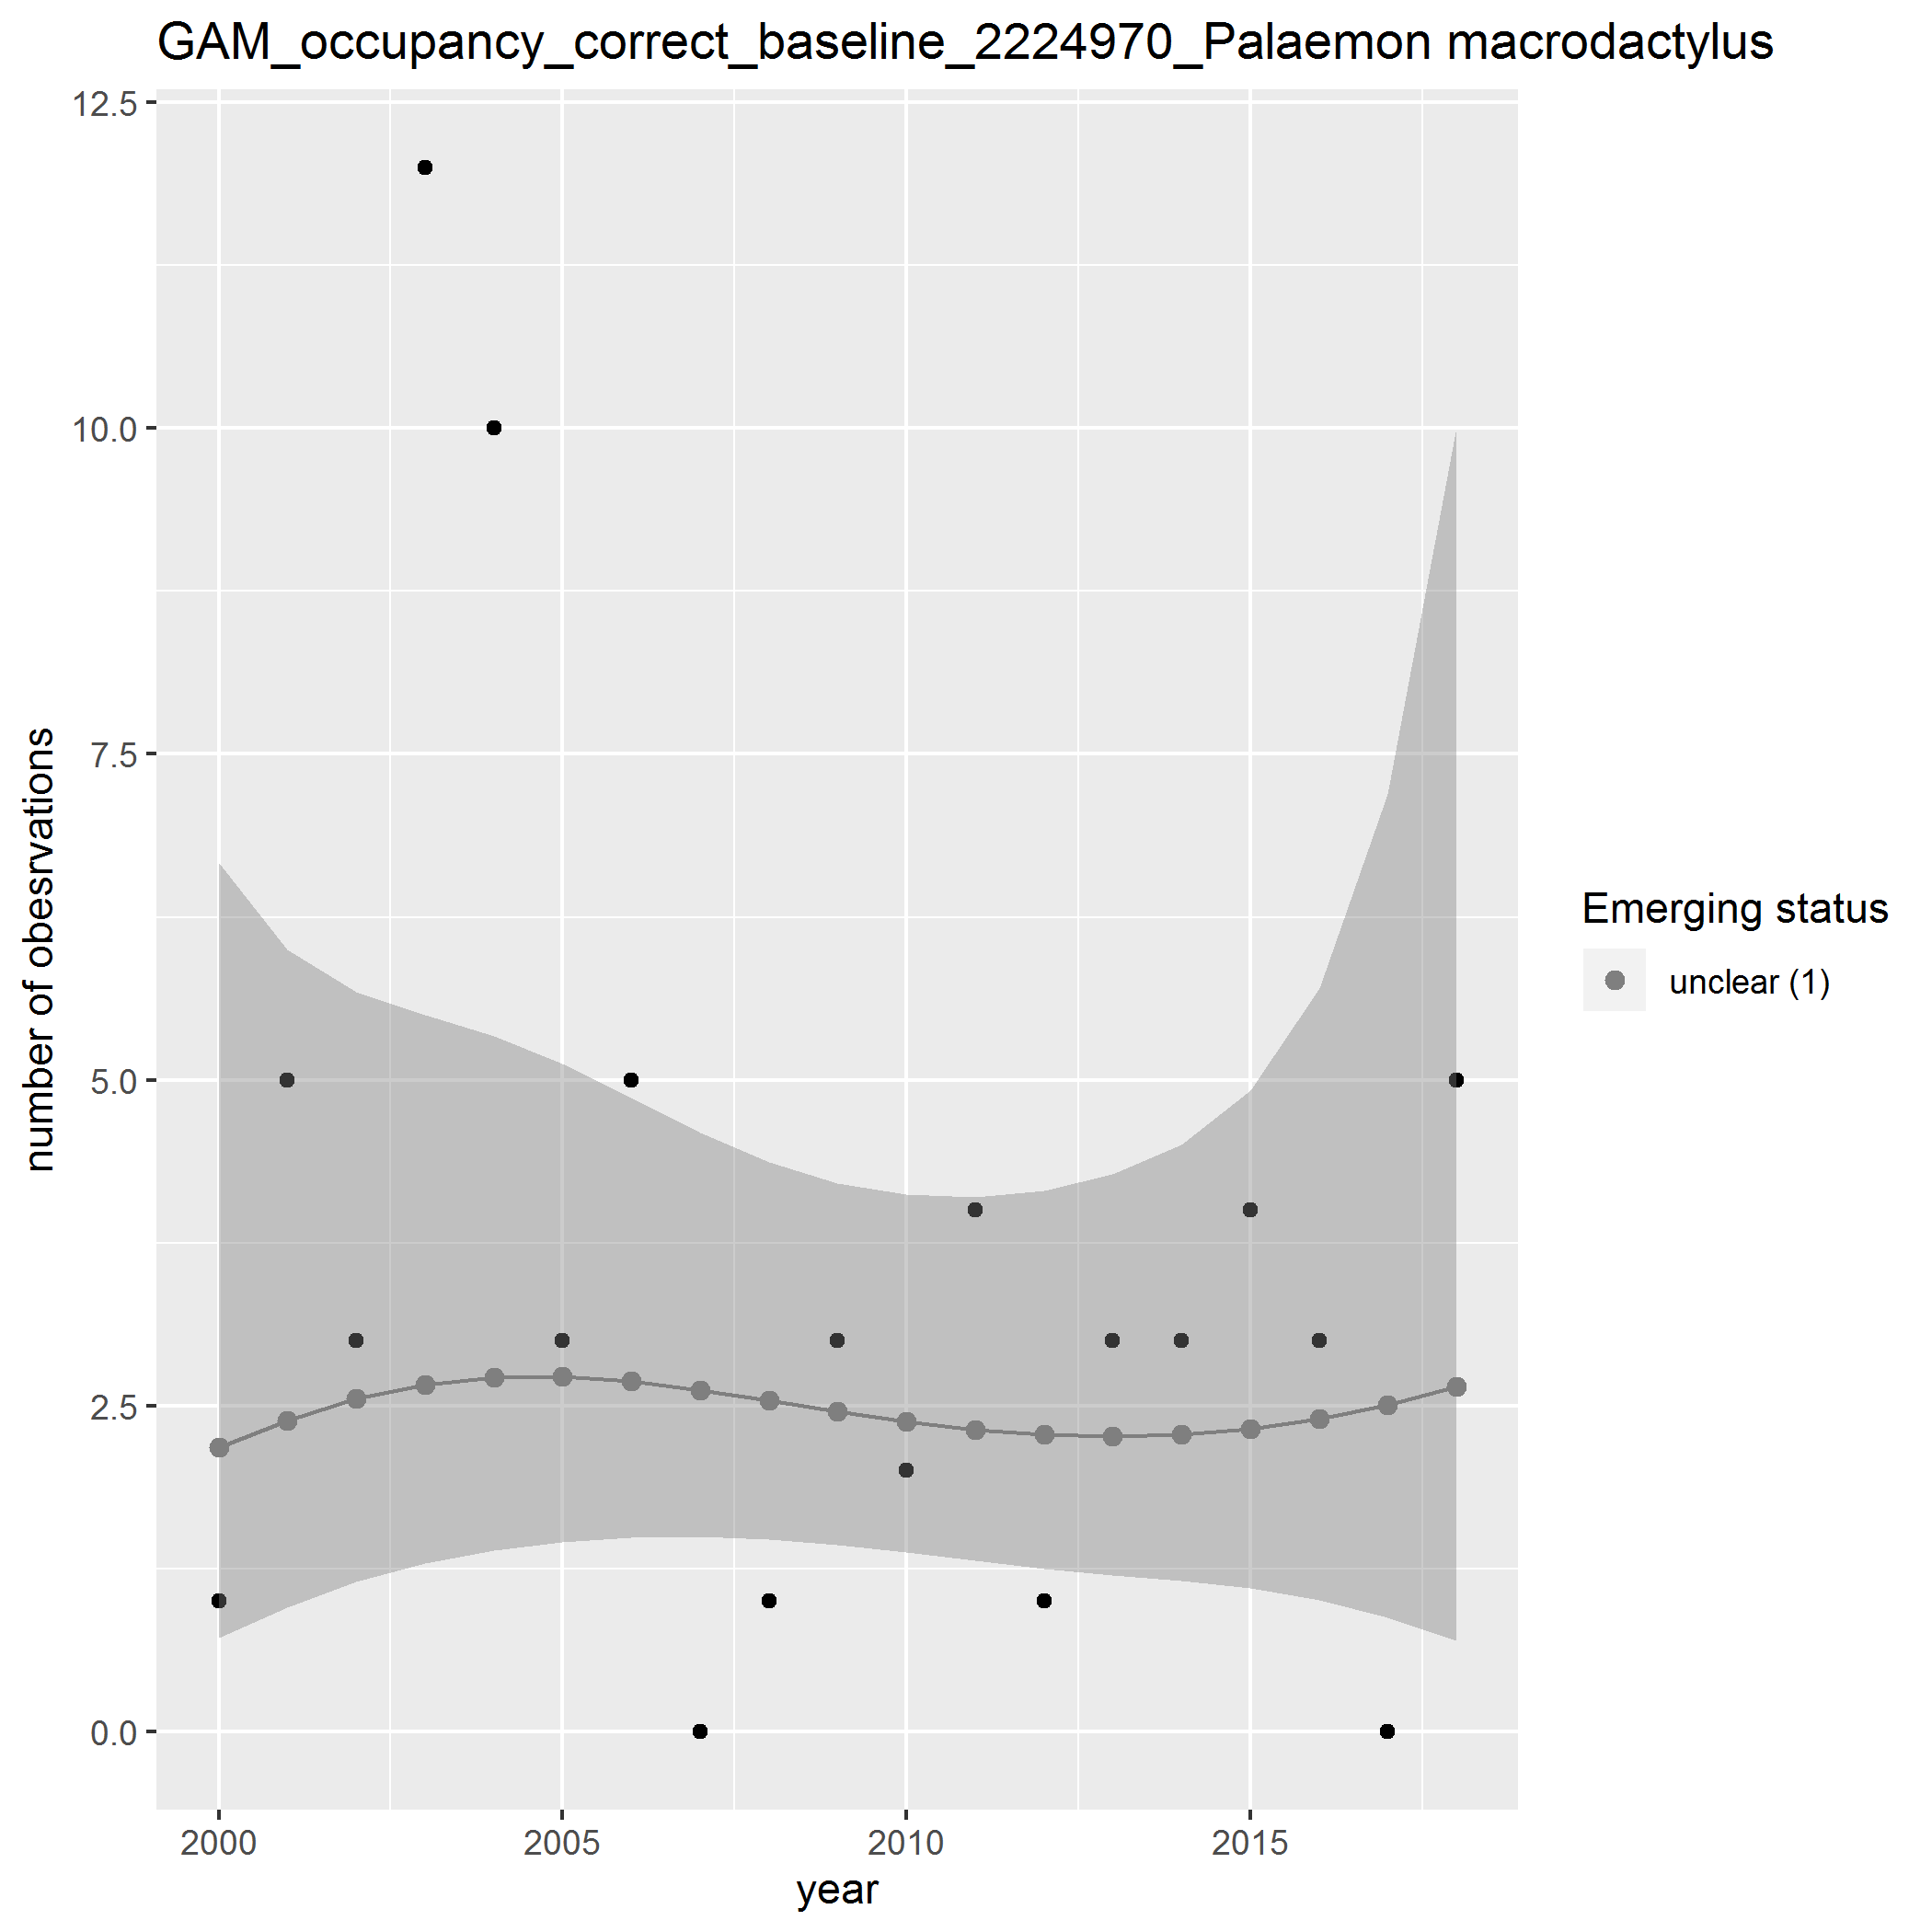 GAM_occupancy_correct_baseline_2224970_Palaemon macrodactylus
12.5
10.0
7.5
5.0
2.5
0.0
number of obesrvations
2000
2005
2010
2015
year
Emerging status
unclear (1)